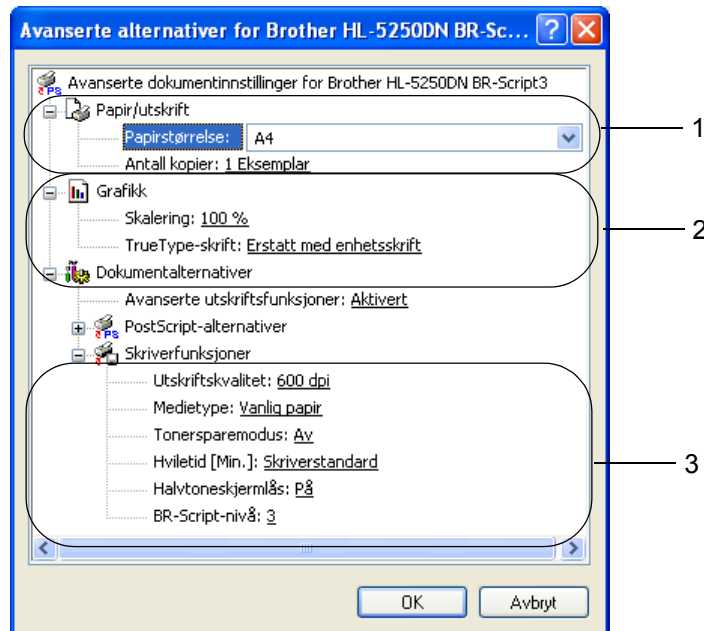 Avanserte alternativer for Brother HL-5250DN BR-Sc...
Avanserte dokumentinnstillinger for Brother HL-5250DN BR-Script3
Papir/utskrift
Papirstørrelse: A4
Antall kopier: 1 Eksemplar
1
Grafikk
Skalering: 100 %
TrueType-skrift: Erstatt med enhetsskrift
2
Dokumentalternativer
Avanserte utskriftsfunksjoner: Aktivert
PostScript-alternativer
Skriverfunksjoner
Utskriftskvalitet: 600 dpi
Medietype: Vanlig papir
Tonersparemodus: Av
Hviletid [Min.]: Skriverstandard
Halvtoneskjermlås: På
BR-Script-nivå: 3
3
OK Avbryt